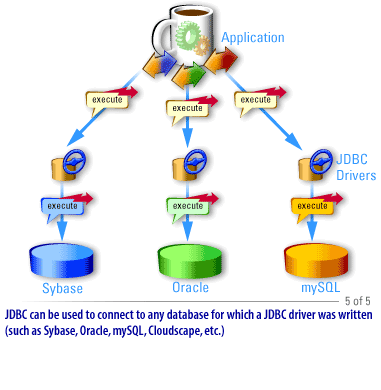 Application
execute
execute
execute
JDBC
Drivers
execute
execute
execute
Sybase
Oracle
mySQL
5 of 5
JDBC can be used to connect to any database for which a JDBC driver was written
(such as Sybase, Oracle, mySQL, Cloudscape, etc.)